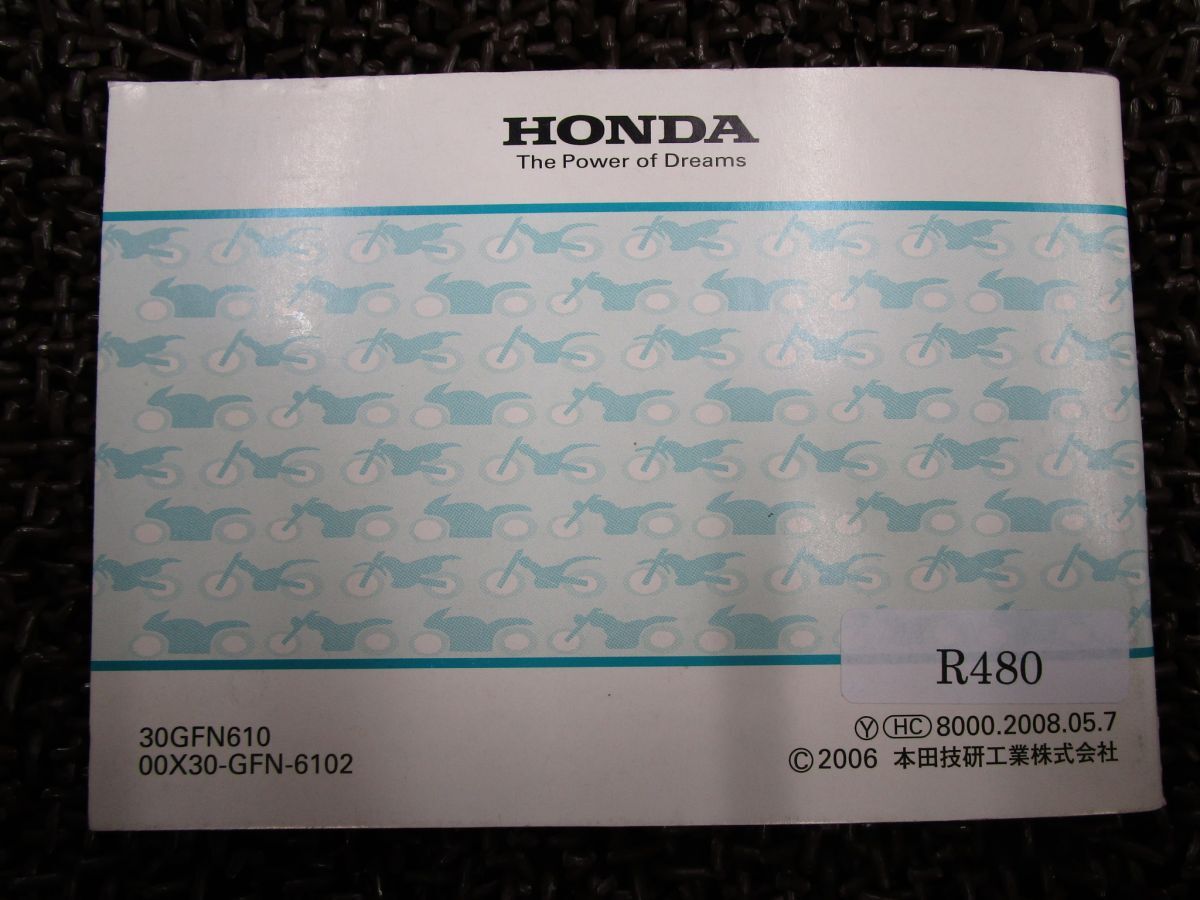 HONDA
The Power of Dreams
R480
30GFN610
00X30-GFN-6102
Ⓨ HC 8000.2008.05.7
©2006 本田技研工業株式会社